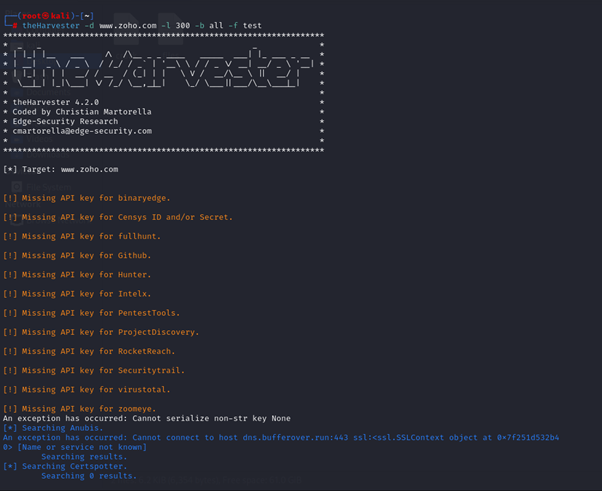 ┌──(root㉿kali)-[~]
└─# theHarvester -d www.zoho.com -l 300 -b all -f test
*******************************************************************
* theHarvester *
* theHarvester 4.2.0 *
* Coded by Christian Martorella *
* Edge-Security Research *
* cmartorella@edge-security.com *
* *
*******************************************************************
[*] Target: www.zoho.com
[!] Missing API key for binaryedge.
[!] Missing API key for Censys ID and/or Secret.
[!] Missing API key for fullhunt.
[!] Missing API key for Github.
[!] Missing API key for Hunter.
[!] Missing API key for Intelx.
[!] Missing API key for PentestTools.
[!] Missing API key for ProjectDiscovery.
[!] Missing API key for RocketReach.
[!] Missing API key for Securitytrail.
[!] Missing API key for virustotal.
[!] Missing API key for zoomeye.
An exception has occurred: Cannot serialize non-str key None
[*] Searching Anubis.
An exception has occurred: Cannot connect to host dns.bufferover.run:443 ssl:<ssl.SSLContext object at 0×7f251d532b4
0> [Name or service not known]
Searching results.
[*] Searching Certspotter.
Searching 0 results.